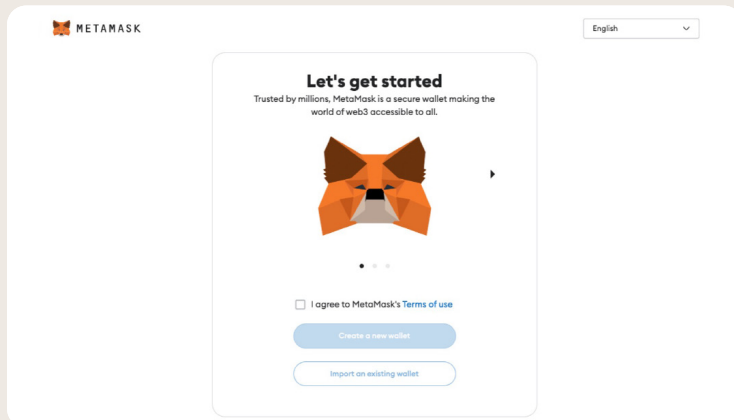 METAMASK
English
Let's get started
Trusted by millions, MetaMask is a secure wallet making the
world of web3 accessible to all.
I agree to MetaMask's Terms of use
Create a new wallet
Import an existing wallet